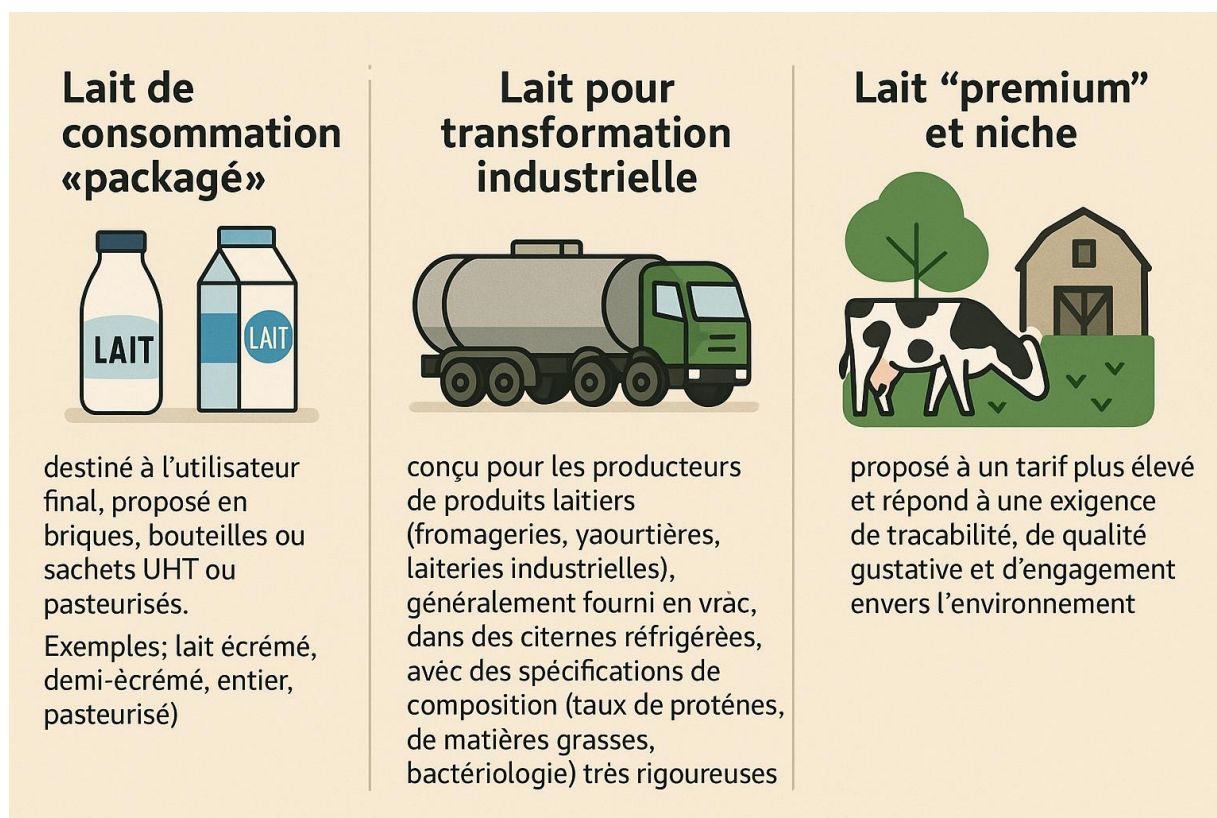 Lait de
consommation
«packagé»
LAIT
LAIT
destiné à l'utilisateur
final, proposé en
briques, bouteilles ou
sachets UHT ou
pasteurisés.
Exemples; lait écrémé,
demi-ècrémé, entier,
pasteurisé)
Lait pour
transformation
industrielle
conçu pour les producteurs
de produits laitiers
(fromageries, yaourtières,
laiteries industrielles),
généralement fourni en vràc,
dans des citernes réfrigérèes,
avèc des spécifications de
composition (taux de proténes,
de matières grasses,
bactériologie) très rigoureuses
Lait “premium”
et niche
proposé à un tarif plus élevé
et répond à une exigence
de tracabilité, de qualité
gustative et d'engagement
envers l'environnement